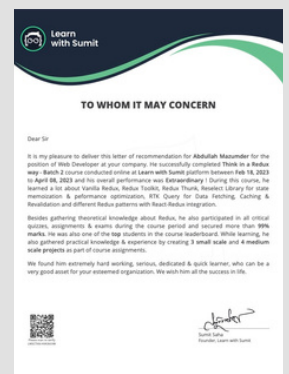 Learn
with Sumit
TO WHOM IT MAY CONCERN
Dear Sir
It is my pleasure to deliver this letter of recommendation for Abdullah Mazumder for the
position of Web Developer at your company. He successfully completed Think in a Redux
way - Batch 2 course conducted online at Learn with Sumit platform between Feb 18, 2023
to April 08, 2023 and his overall performance was Extraordinary ! During this course, he
learned a lot about Vanilla Redux, Redux Toolkit, Redux Thunk, Reselect Library for state
memoization & peformance optimization, RTK Query for Data Fetching, Caching &
Revalidation and different Redux patterns with React-Redux integration.
Besides gathering theoretical knowledge about Redux, he also participated in all critical
quizzes, assignments & exams during the course period and secured more than 99%
marks. He was also one of the top students in the course leaderboard. While learning, he
also gathered practical knowledge & experience by creating 3 small scale and 4 medium
scale projects as part of course assignments.
We found him extremely hard working, serious, dedicated & quick learner, who can be a
very good asset for your esteemed organization. We wish him all the success in life.
Sumit Saha
Founder, Learn with Sumit